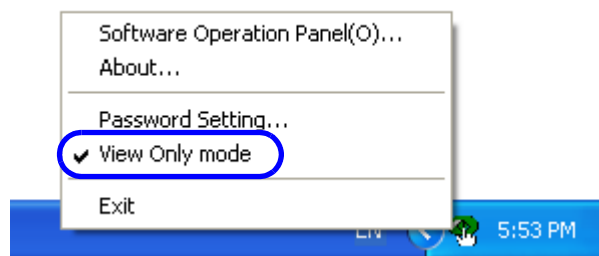 Software Operation Panel(O)...
About...
Password Setting...
View Only mode
Exit
EN
5:53 PM